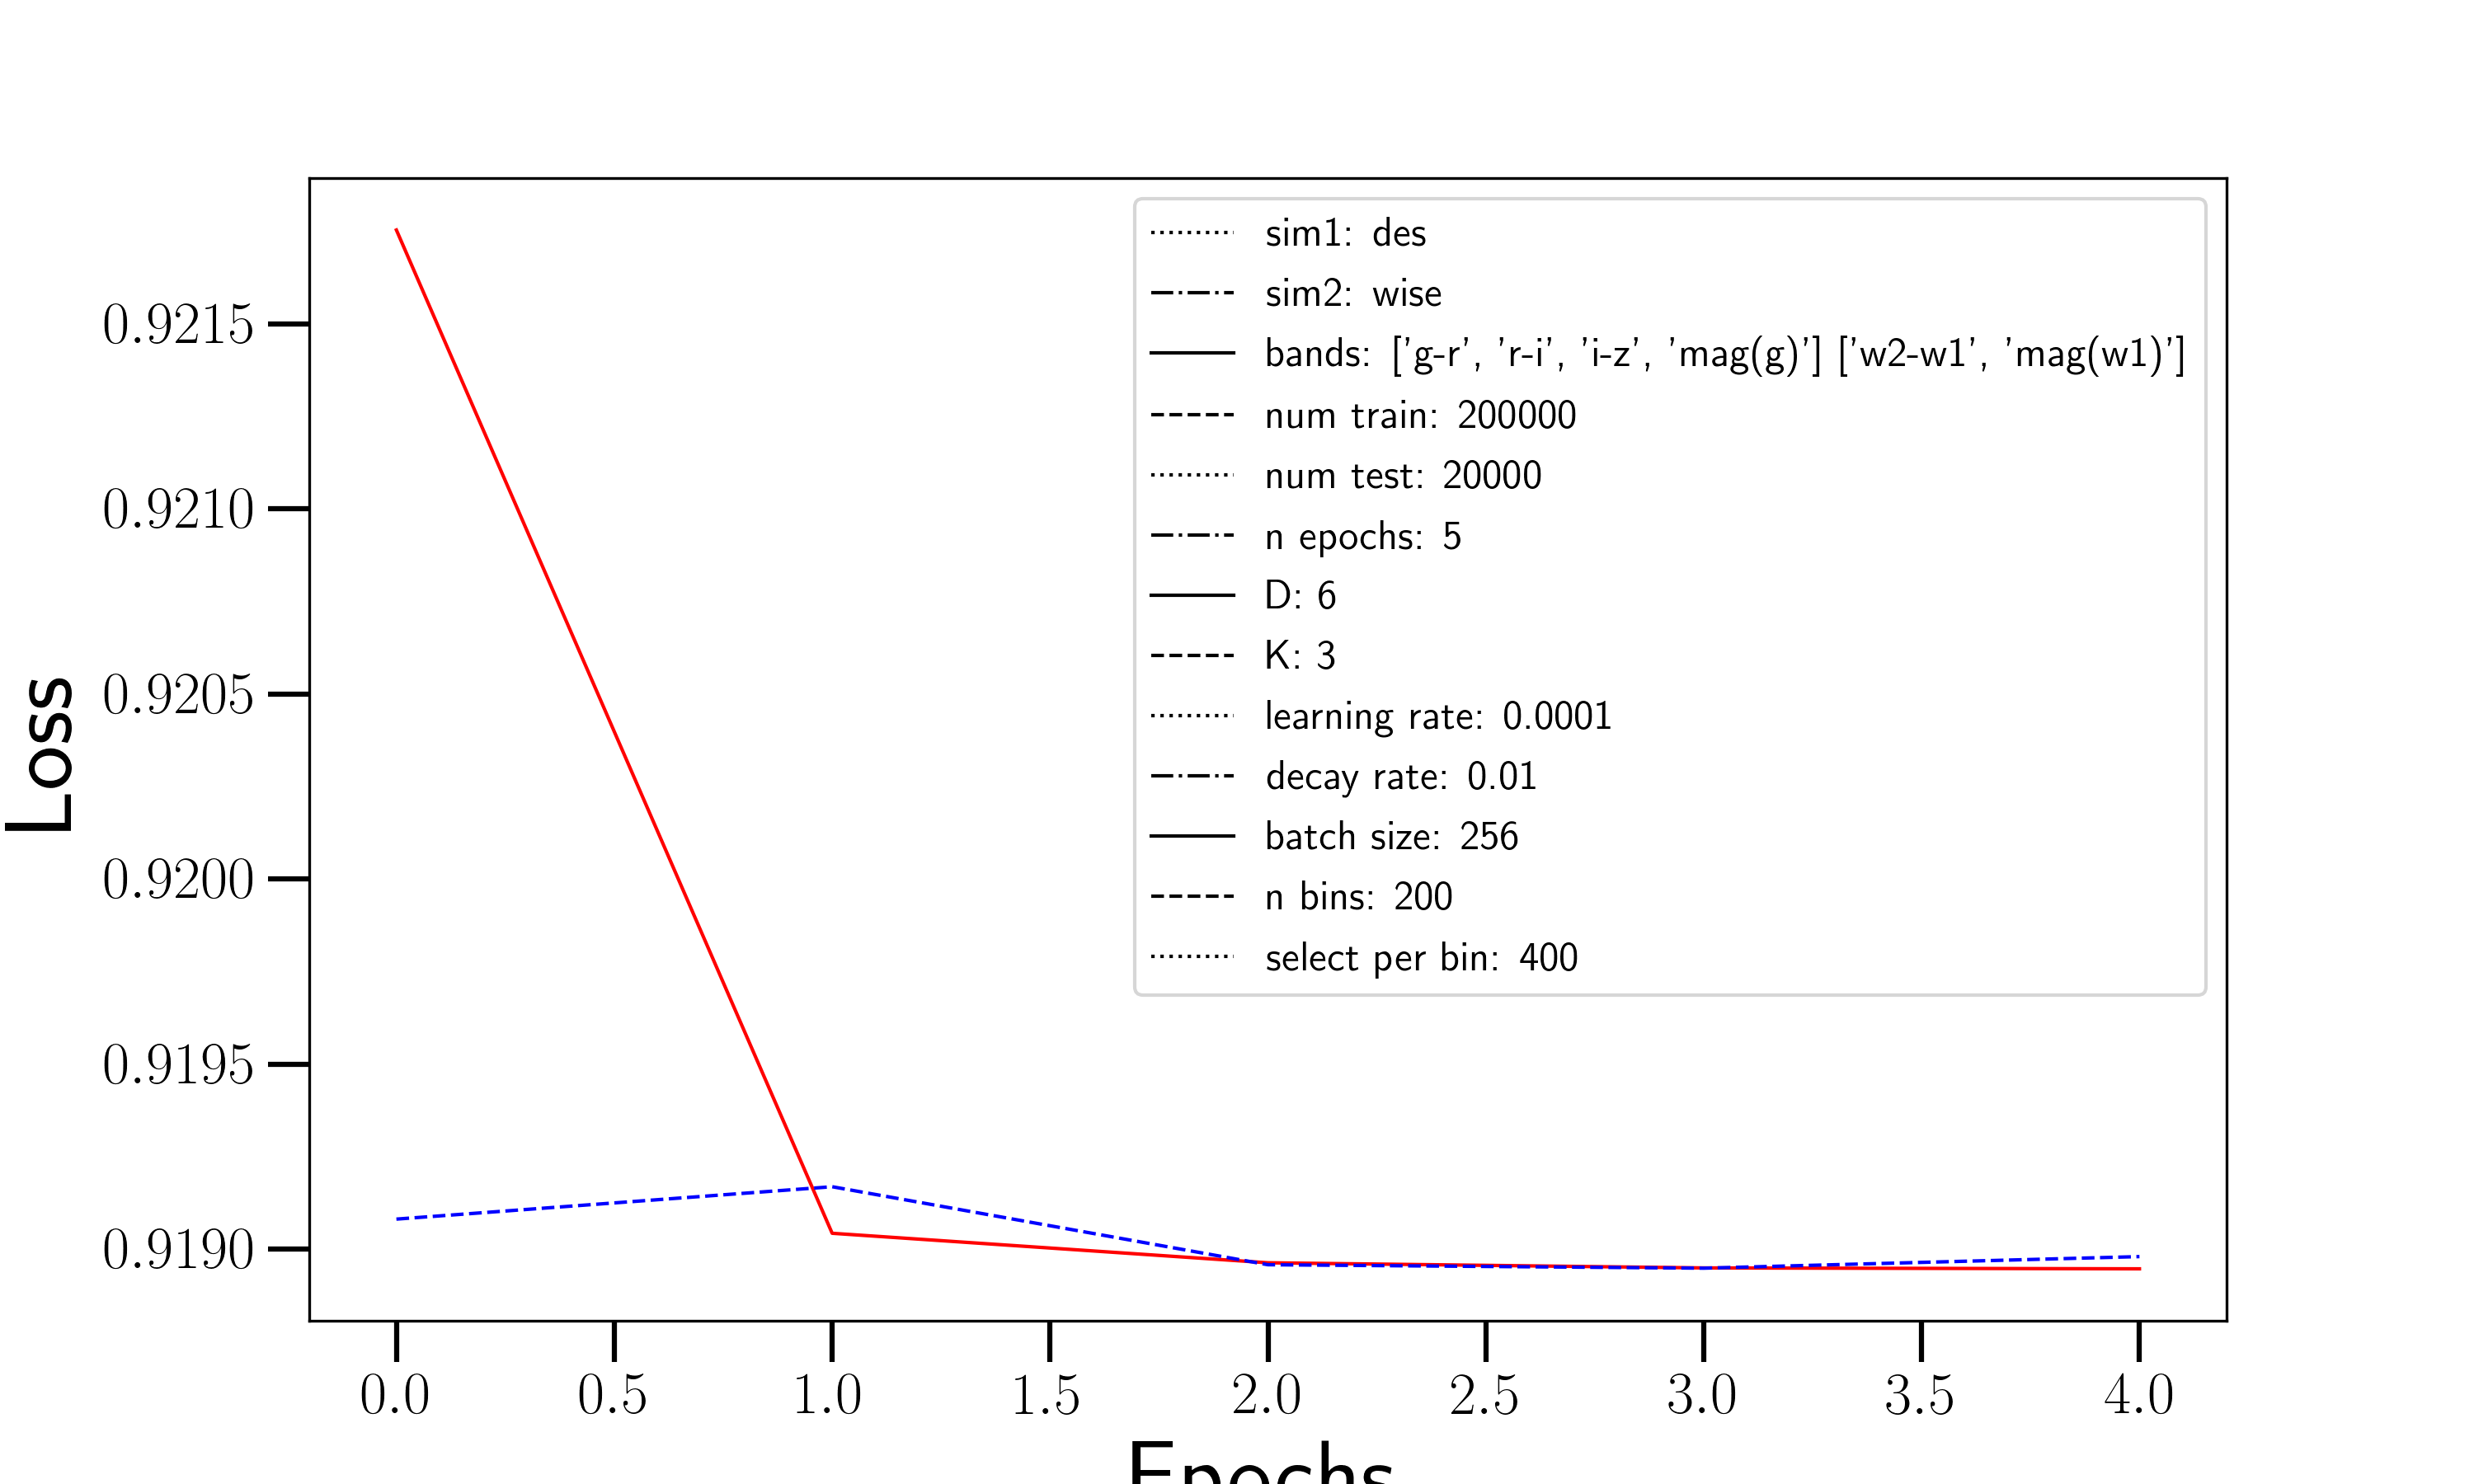 sim1: des
sim2: wise
bands: ['g-r', 'r-i', 'i-z', 'mag(g)'] ['w2-w1', 'mag(w1)']
num train: 200000
num test: 20000
n epochs: 5
D: 6
K: 3
learning rate: 0.0001
decay rate: 0.01
batch size: 256
n bins: 200
select per bin: 400
Loss
0.9215
0.9210
0.9205
0.9200
0.9195
0.9190
0.0 0.5 1.0 1.5 2.0 2.5 3.0 3.5 4.0
Epochs